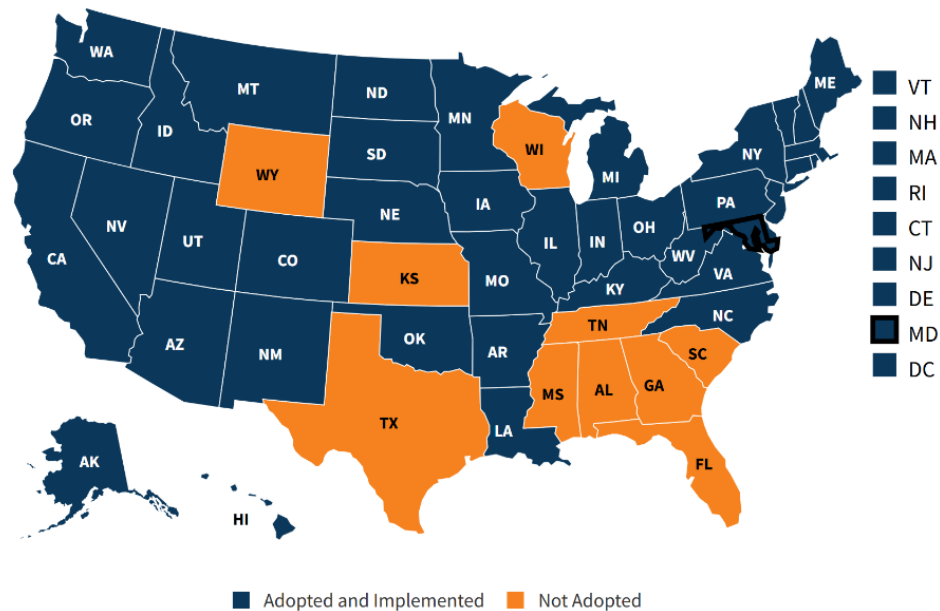 WA
MT
ND
MN
ME
VT
OR
ID
SD
WI
NY
NH
WY
MI
MA
IA
PA
RI
NE
NV
UT
CO
IL
IN
OH
WV
VA
CT
CA
KS
MO
KY
NJ
DE
AZ
NM
OK
AR
TN
NC
MD
SC
DC
TX
LA
MS
AL
GA
FL
AK
HI
Adopted and Implemented
Not Adopted